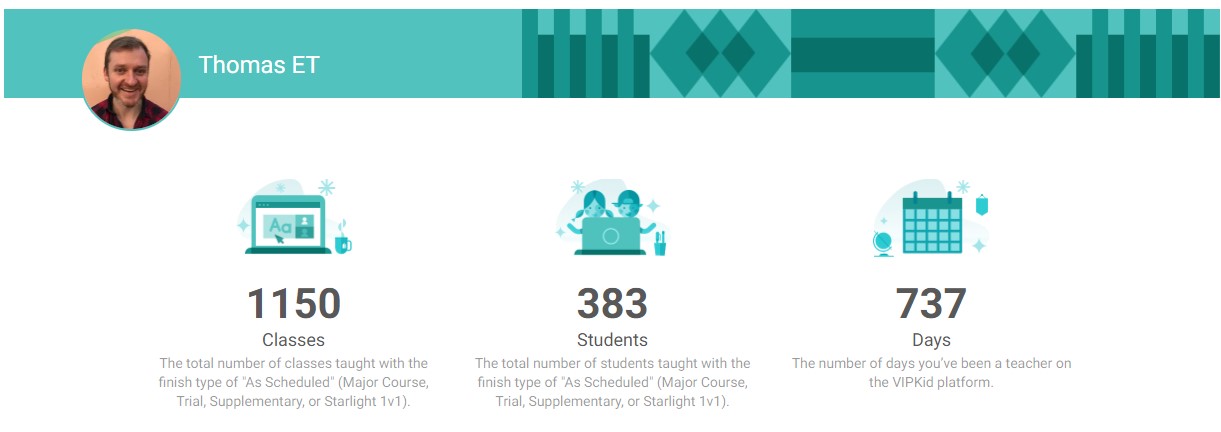 Thomas ET
Aa
1150
Classes
The total number of classes taught with the
finish type of "As Scheduled" (Major Course,
Trial, Supplementary, or Starlight 1v1).
383
Students
The total number of students taught with the
finish type of "As Scheduled" (Major Course,
Trial, Supplementary, or Starlight 1v1).
737
Days
The number of days you've been a teacher on
the VIPKid platform.